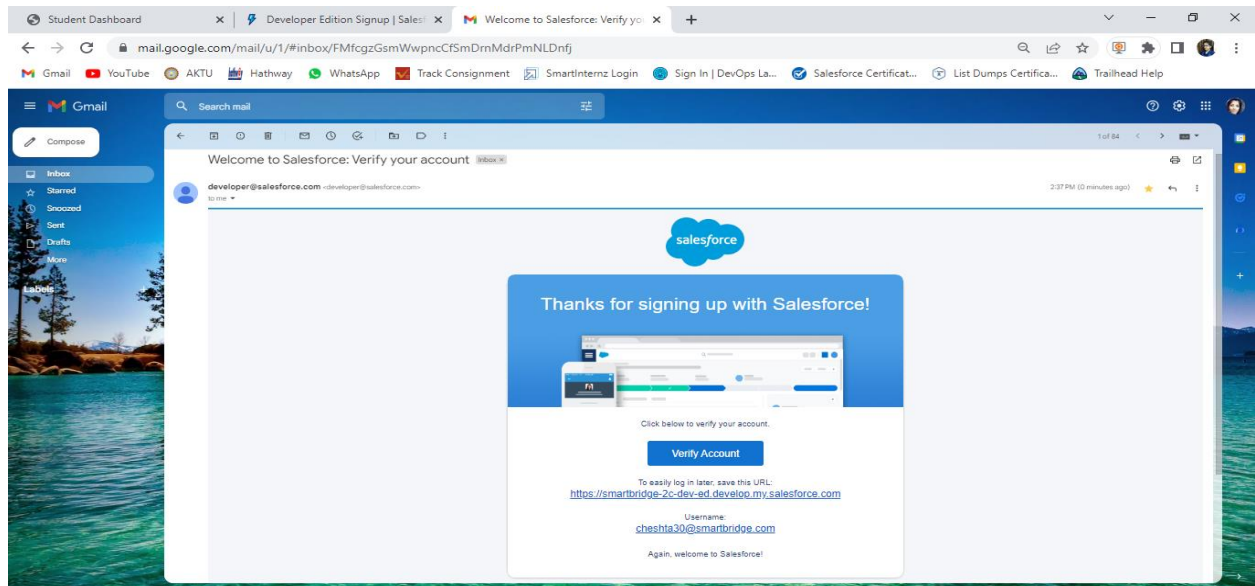 Student Dashboard
Developer Edition Signup | Sales
Welcome to Salesforce: Verify yo
mail.google.com/mail/u/1/#inbox/FMfcgzGsmWwpncCfSmDrnMdrPmNLDnfj
Gmail YouTube AKTU Hathway WhatsApp Track Consignment SmartInternz Login Sign In | DevOps La... Salesforce Certificat... List Dumps Certifica... Trailhead Help
Gmail
Search mail
Compose
1 of 84
Welcome to Salesforce: Verify your account Inbox ×
Inbox
developer@salesforce.com <developer@salesforce.com>
2:37 PM (0 minutes ago)
to me
Starred
Snoozed
Sent
Drafts
More
Labels
salesforce
Thanks for signing up with Salesforce!
Click below to verify your account.
Verify Account
To easily log in later, save this URL:
https://smartbridge-2c-dev-ed.develop.my.salesforce.com
Username:
cheshta30@smartbridge.com
Again, welcome to Salesforce!